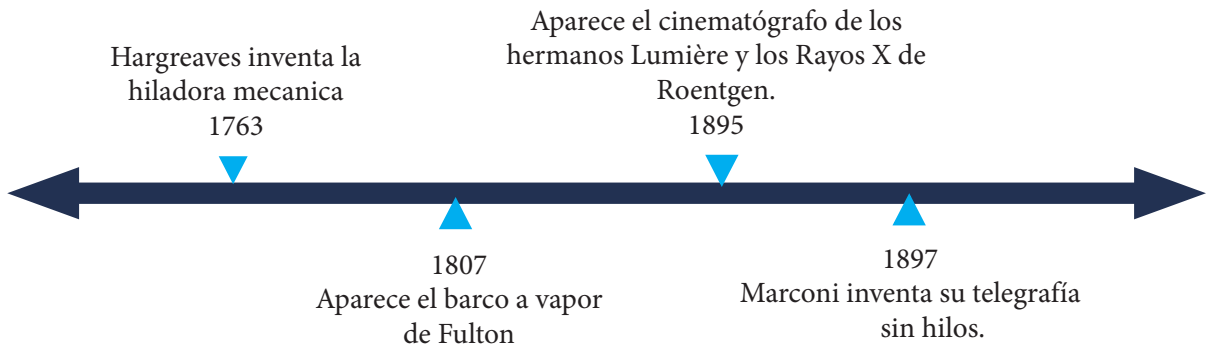 Hargreaves inventa la
hiladora mecanica
1763
1807
Aparece el barco a vapor
de Fulton
Aparece el cinematógrafo de los
hermanos Lumière y los Rayos X de
Roentgen.
1895
1897
Marconi inventa su telegrafía
sin hilos.